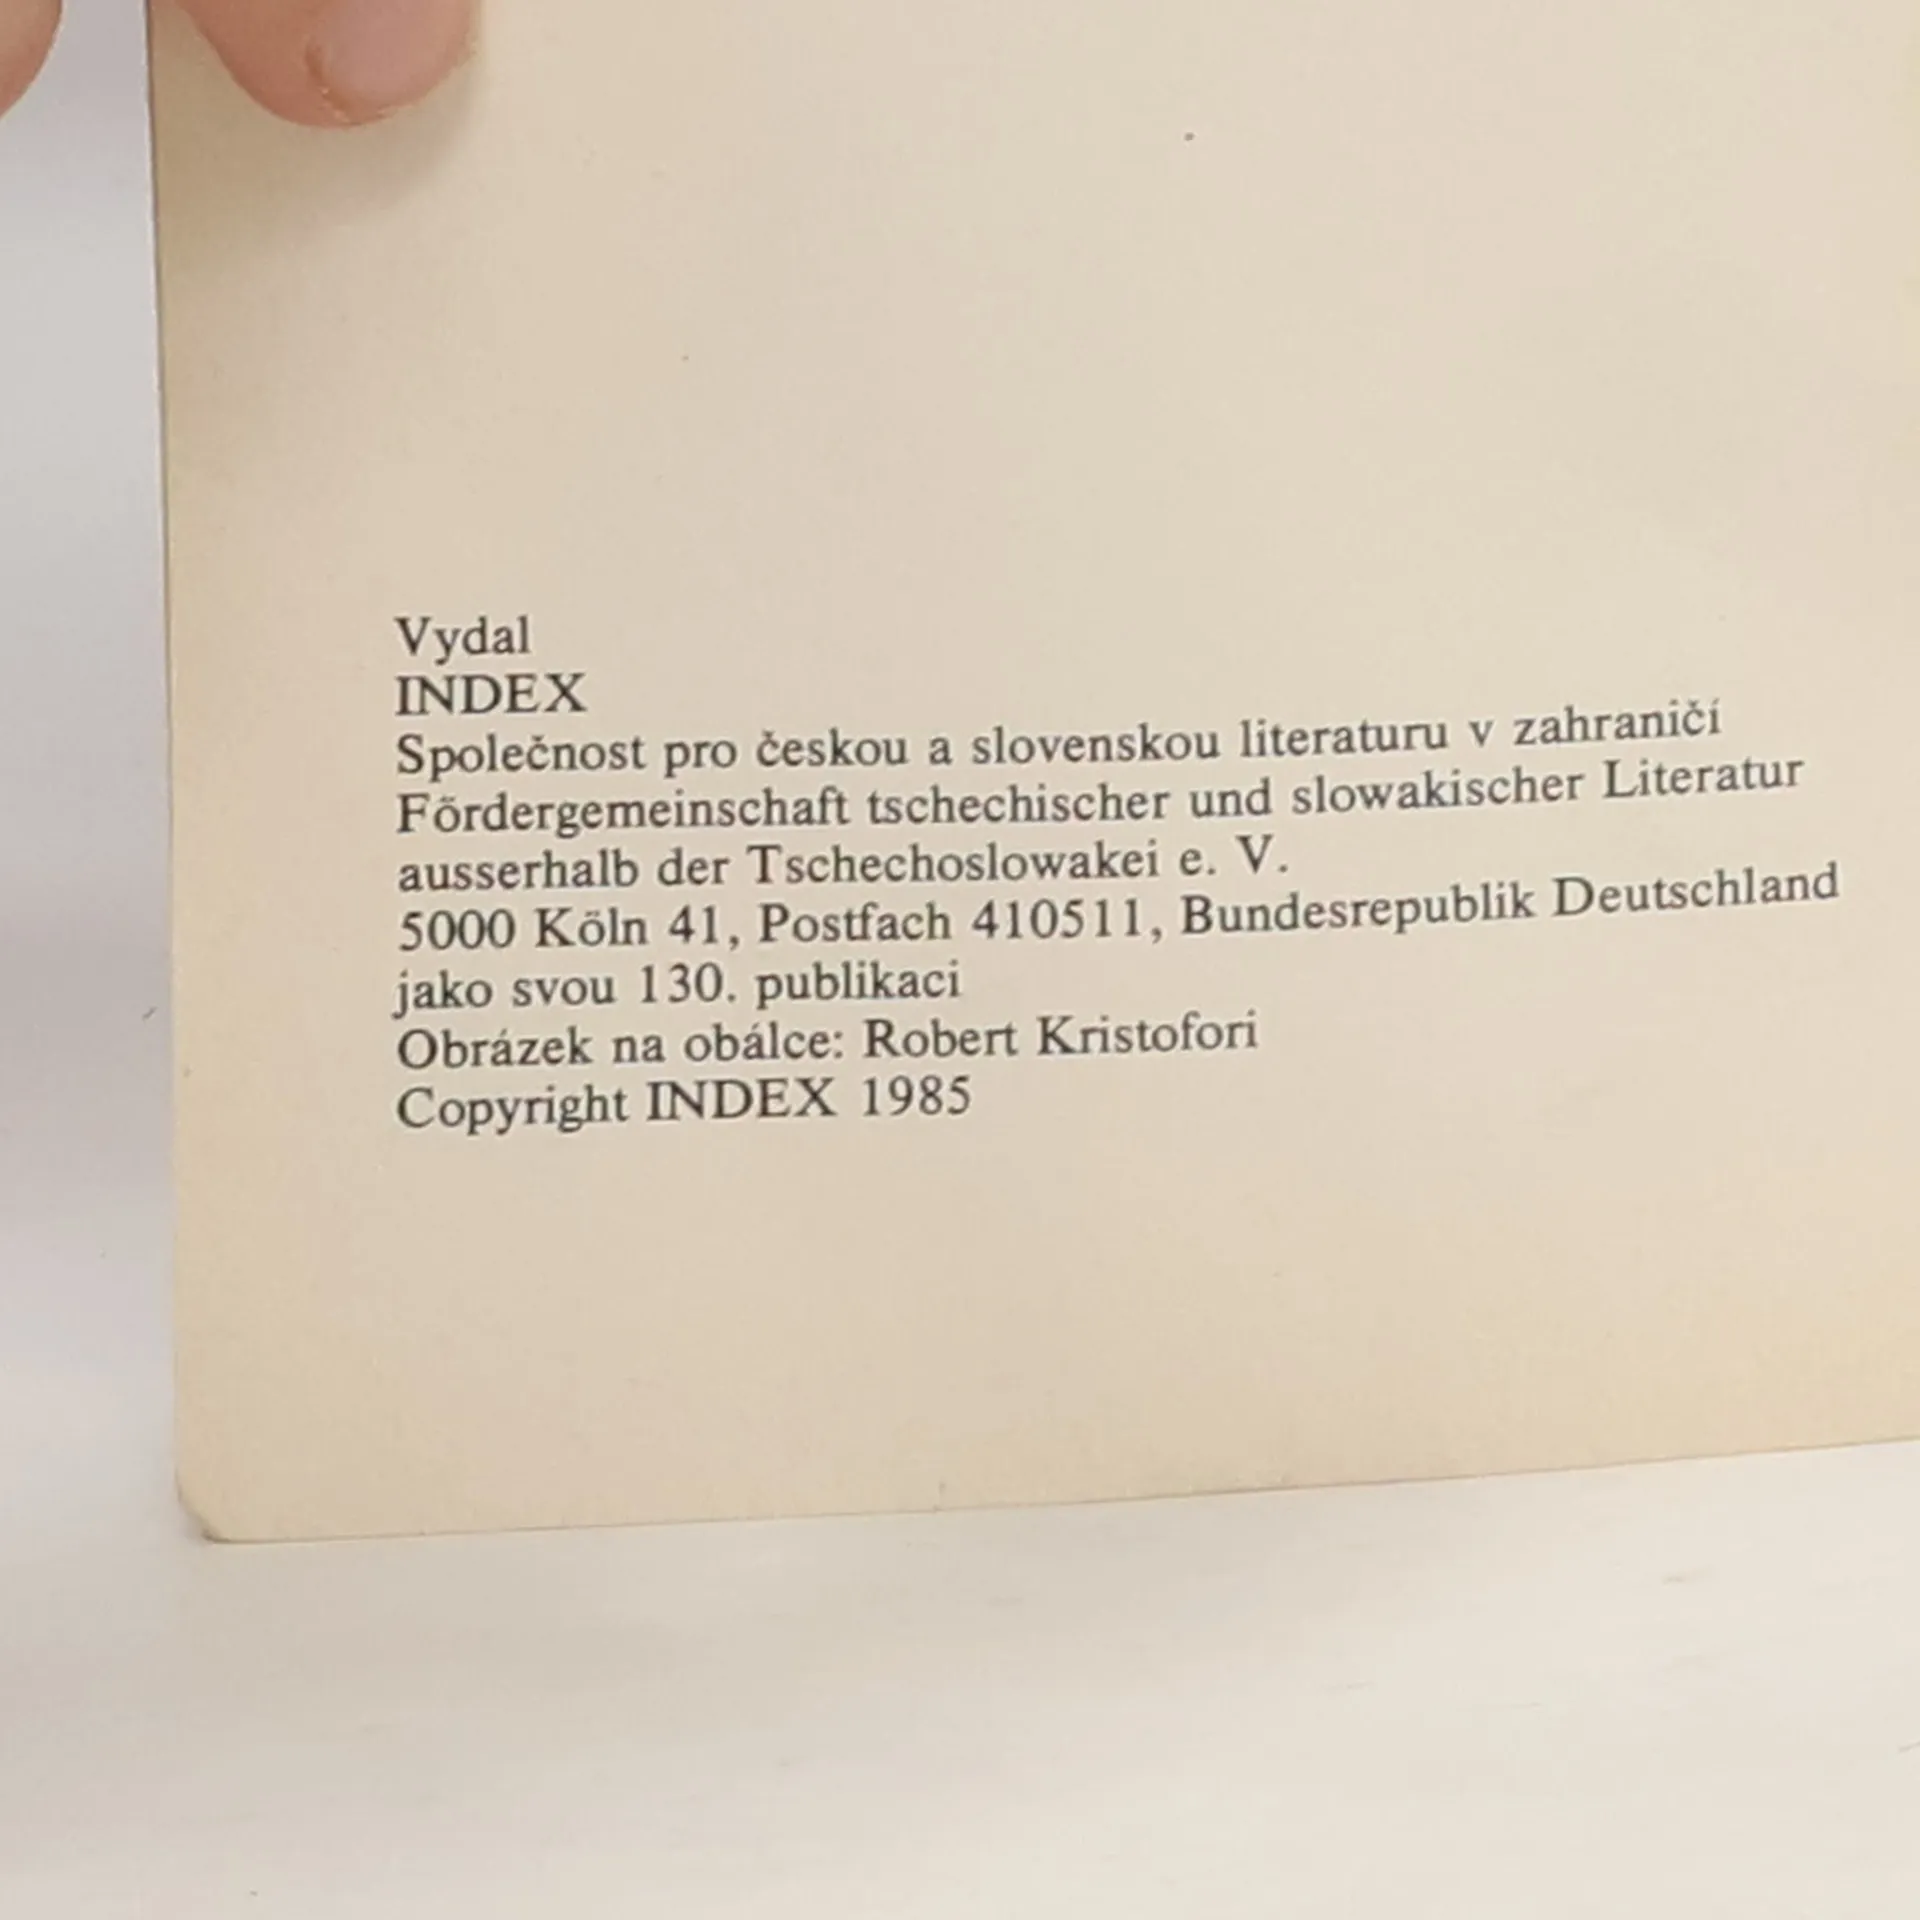 Vydal
INDEX
Společnost pro českou a slovenskou literaturu v zahraničí
Fördergemeinschaft tschechischer und slowakischer Literatur
ausserhalb der Tschechoslowakei e. V.
5000 Köln 41, Postfach 410511, Bundesrepublik Deutschland
jako svou 130. publikaci
Obrázek na obálce: Robert Kristofori
Copyright INDEX 1985